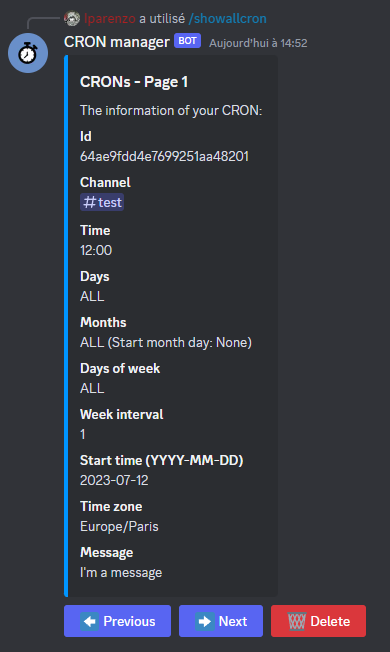 lparenzo a utilisé /showallcron
CRON manager BOT Aujourd'hui à 14:52
CRONs - Page 1
The information of your CRON:
Id
64ae9fdd4e7699251aa48201
Channel
#test
Time
12:00
Days
ALL
Months
ALL (Start month day: None)
Days of week
ALL
Week interval
1
Start time (YYYY-MM-DD)
2023-07-12
Time zone
Europe/Paris
Message
I'm a message
Previous Next Delete